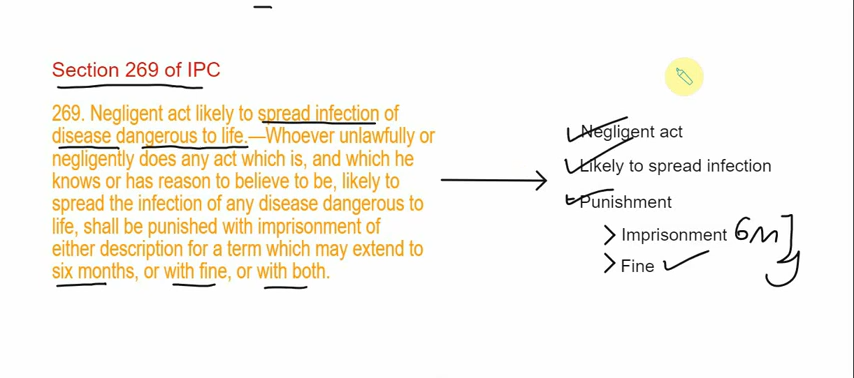 Section 269 of IPC
269. Negligent act likely to spread infection of
disease dangerous to life.—Whoever unlawfully or
negligently does any act which is, and which he
knows or has reason to believe to be, likely to
spread the infection of any disease dangerous to
life, shall be punished with imprisonment of
either description for a term which may extend to
six months, or with fine, or with both.
Negligent act
Likely to spread infection
Punishment
Imprisonment 6m
Fine